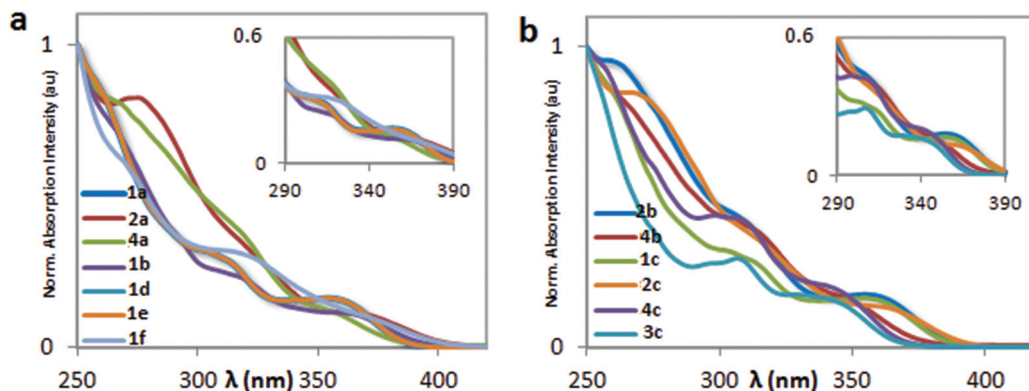 a
Norm. Absorption Intensity (au)
1
0
250
300
350
400
λ (nm)
1a
2a
4a
1b
1d
1e
1f
0.6
0
290
340
390
b
Norm. Absorption Intensity (au)
1
0
250
300
350
400
λ (nm)
2b
4b
1c
2c
4c
3c
0.6
0
290
340
390